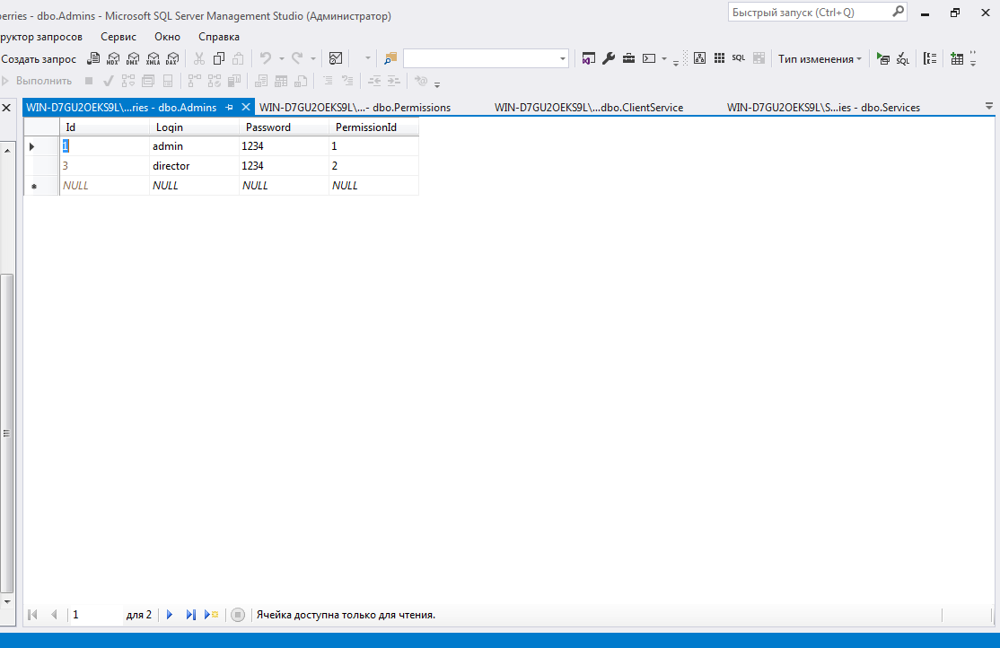 erries - dbo.Admins - Microsoft SQL Server Management Studio (Администратор)
Быстрый запуск (Ctrl+Q)
руктор запросов Сервис Окно Справка
Создать запрос MDX DMX XMLA DAX SQL Тип изменения SQL
Выполнить
WIN-D7GU2OEKS9L\...ries - dbo.Admins WIN-D7GU2OEKS9L\...- dbo.Permissions WIN-D7GU2OEKS9L\...dbo.ClientService WIN-D7GU2OEKS9L\S...ies - dbo.Services
Id Login Password PermissionId
1 admin 1234 1
3 director 1234 2
NULL NULL NULL NULL
1 для 2 Ячейка доступна только для чтения.